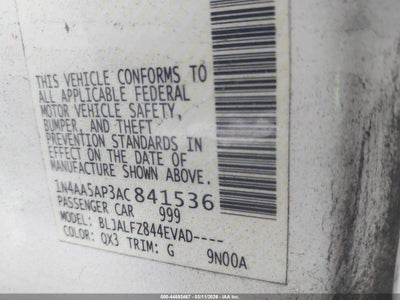 THIS VEHICLE CONFORMS TO
ALL APPLICABLE FEDERAL
MOTOR VEHICLE SAFETY,
BUMPER, AND THEFT
PREVENTION STANDARDS IN
EFFECT ON THE DATE OF
MANUFACTURE SHOWN ABOVE.
1N4AA5AP3AC841536
PASSENGER CAR 999
MODEL: BLJALFZ844EVAD----
COLOR: QX3 TRIM: G 9N00A